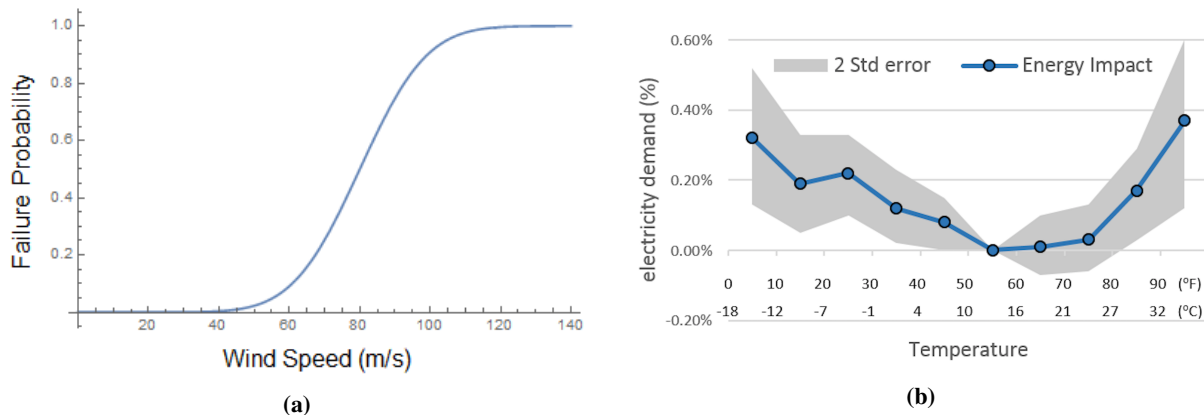 1.0
0.8
0.6
0.4
0.2
Failure Probability
20 40 60 80 100 120 140
Wind Speed (m/s)
(a)
0.60%
0.40%
0.20%
0.00%
-0.20%
electricity demand (%)
2 Std error Energy Impact
0 10 20 30 40 50 60 70 80 90 (°F)
-18 -12 -7 -1 4 10 16 21 27 32 (°C)
Temperature
(b)